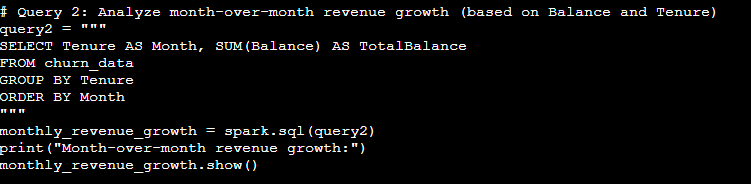 # Query 2: Analyze month-over-month revenue growth (based on Balance and Tenure)
query2 = """
SELECT Tenure AS Month, SUM(Balance) AS TotalBalance
FROM churn_data
GROUP BY Tenure
ORDER BY Month
"""
monthly_revenue_growth = spark.sql(query2)
print("Month-over-month revenue growth:")
monthly_revenue_growth.show()